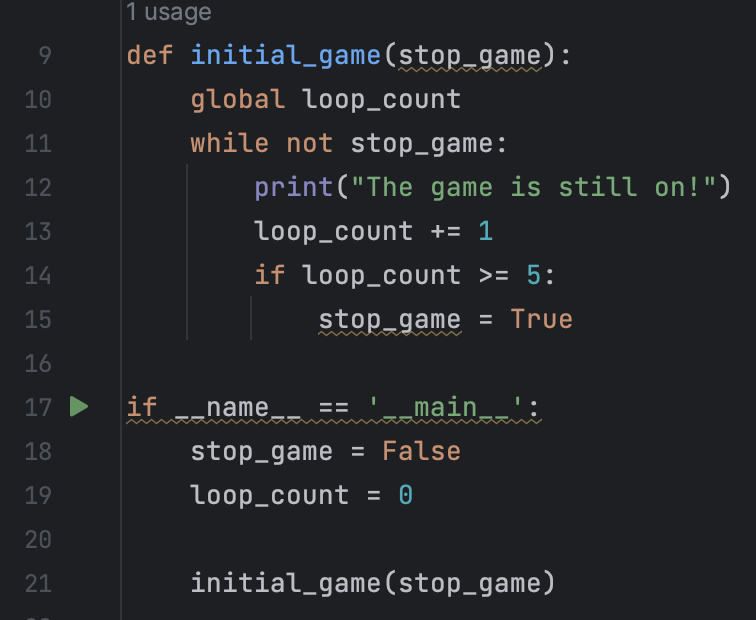 1 usage
9 def initial_game(stop_game):
10 global loop_count
11 while not stop_game:
12 print("The game is still on!")
13 loop_count += 1
14 if loop_count >= 5:
15 stop_game = True
16
17 if __name__ == '__main__':
18 stop_game = False
19 loop_count = 0
20
21 initial_game(stop_game)